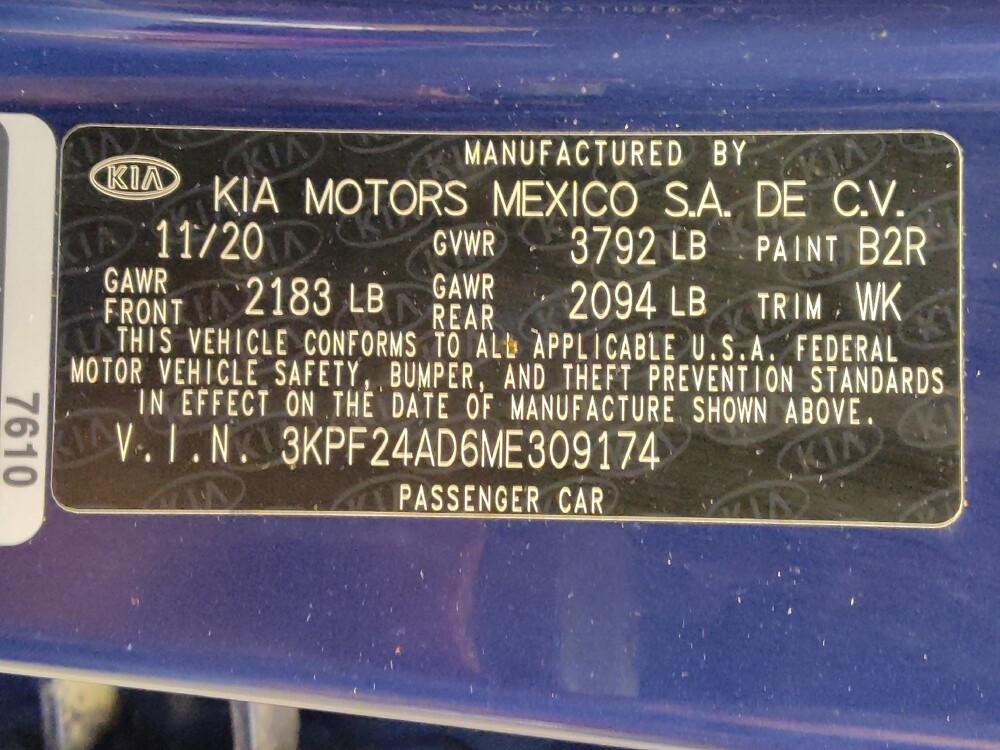 MANUFACTURED BY
KIA
KIA MOTORS MEXICO S.A. DE C.V.
11/20 GVWR 3792 LB PAINT B2R
GAWR FRONT 2183 LB GAWR REAR 2094 LB TRIM WK
THIS VEHICLE CONFORMS TO ALL APPLICABLE U.S.A. FEDERAL
MOTOR VEHICLE SAFETY, BUMPER, AND THEFT PREVENTION STANDARDS
IN EFFECT ON THE DATE OF MANUFACTURE SHOWN ABOVE.
V.I.N. 3KPF24AD6ME309174
PASSENGER CAR
7610